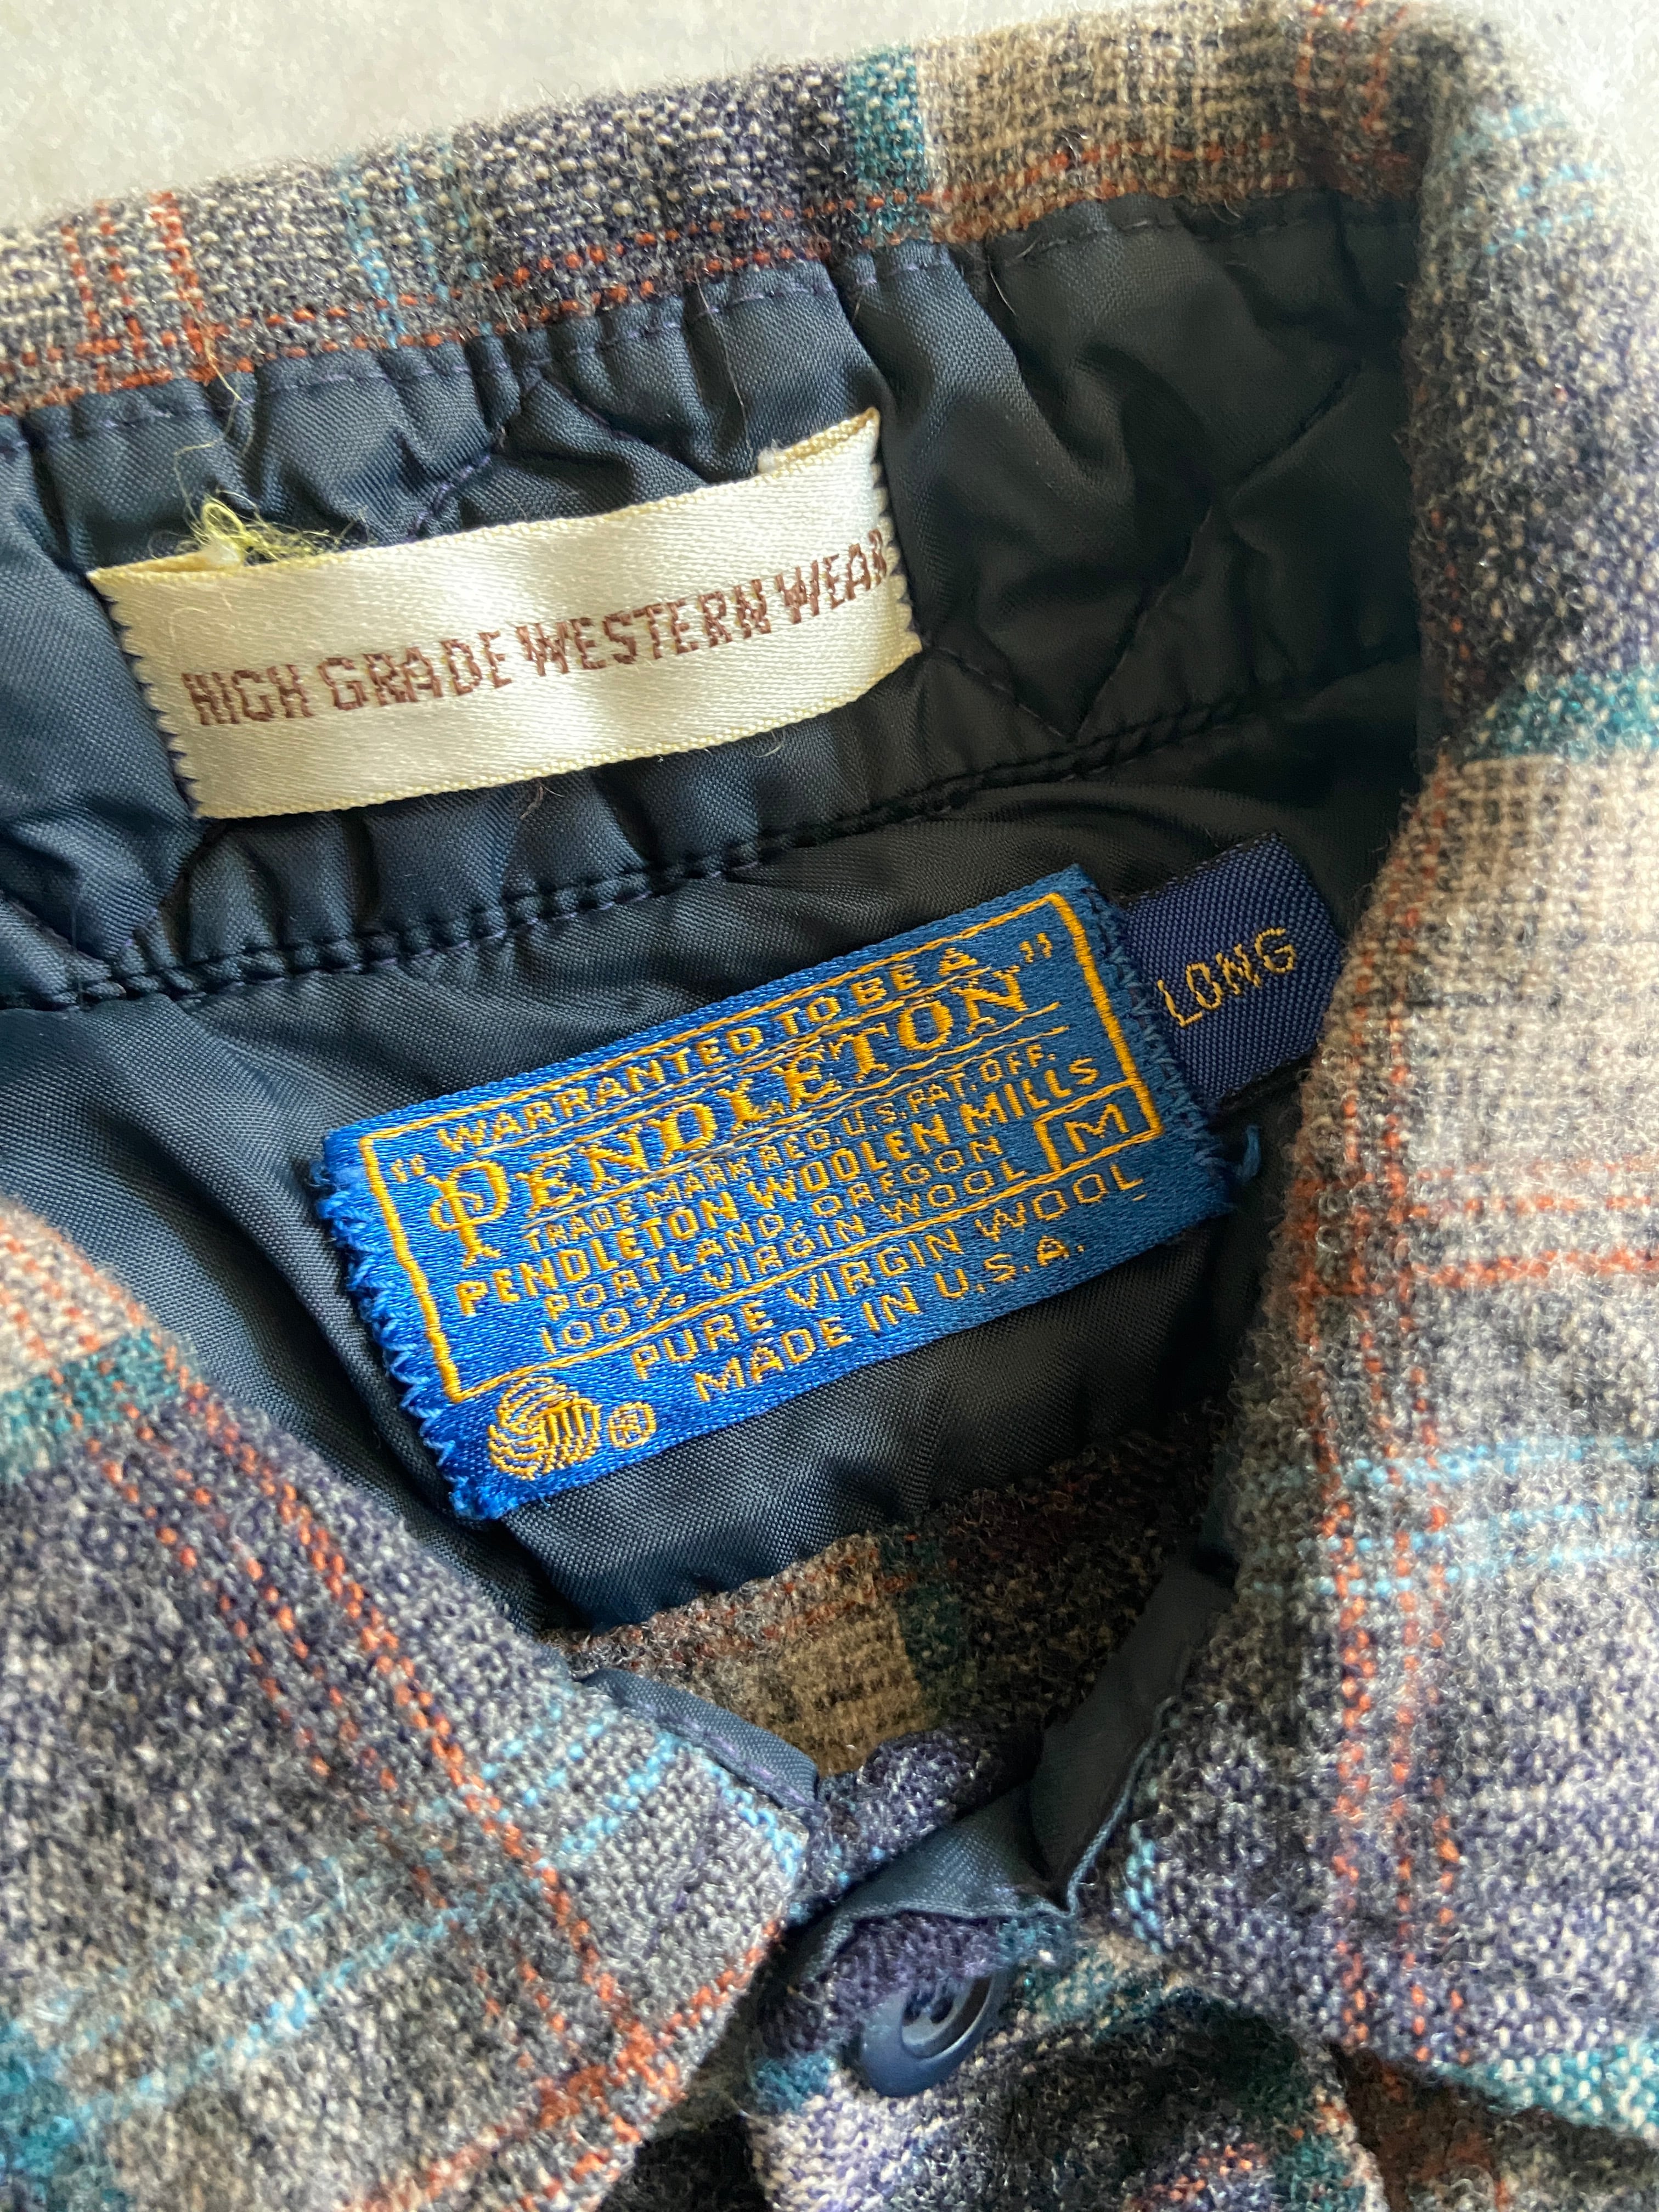 HIGH GRADE WESTERN WEAR
LONG
WARRANTED TO BE A
"PENDLETON"
TRADE MARK REG. U.S. PAT. OFF.
PENDLETON WOOLEN MILLS
PORTLAND, OREGON
100% VIRGIN WOOL M
PURE VIRGIN WOOL
® MADE IN U.S.A.